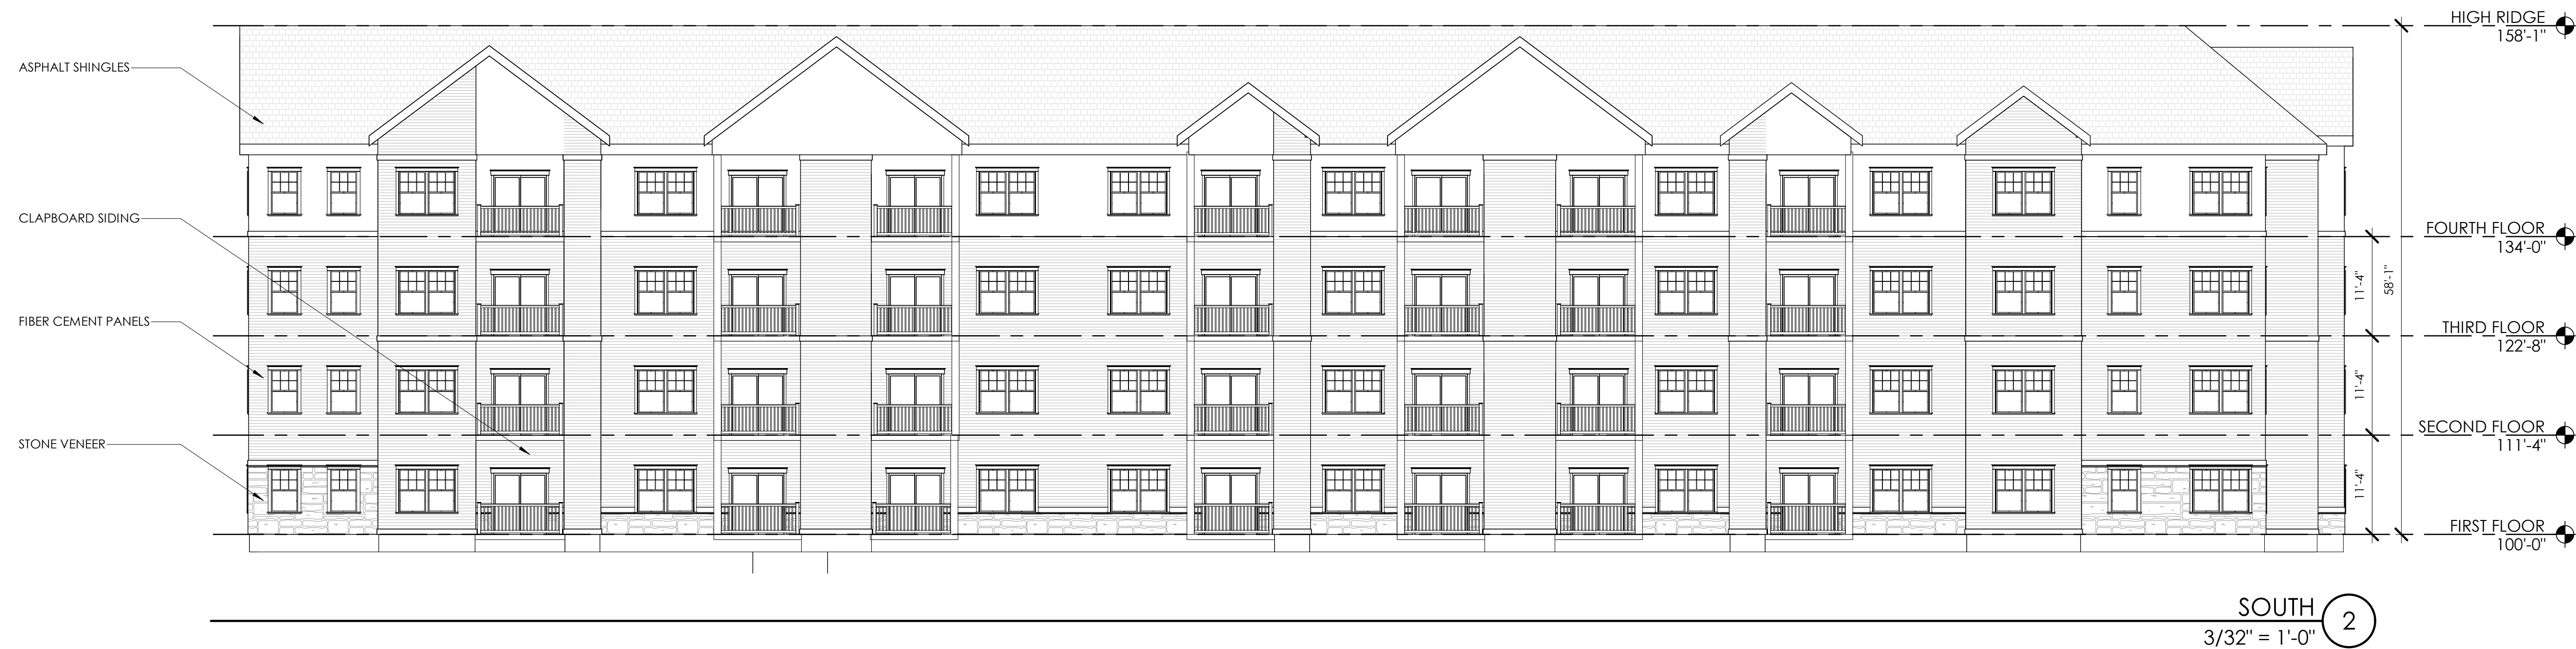 HIGH RIDGE
158'-1"
ASPHALT SHINGLES
CLAPBOARD SIDING
FOURTH FLOOR
134'-0"
11'-4"
58'-1"
FIBER CEMENT PANELS
THIRD FLOOR
122'-8"
11'-4"
STONE VENEER
SECOND FLOOR
111'-4"
11'-4"
FIRST FLOOR
100'-0"
SOUTH
2
3/32" = 1'-0"